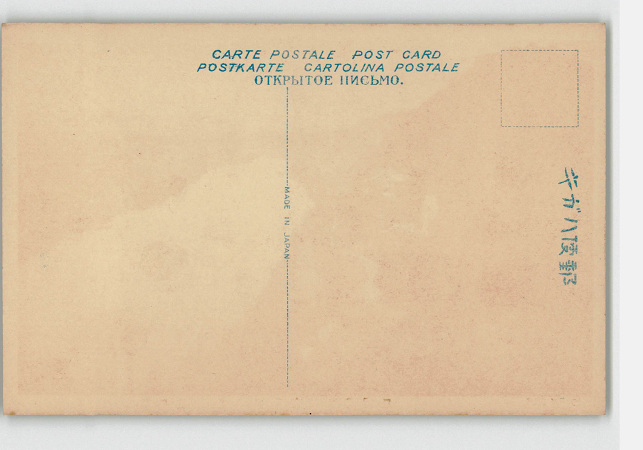 CARTE POSTALE POST CARD
POSTKARTE CARTOLINA POSTALE
ОТКРЫТОЕ ПИСЬМО.
MADE IN JAPAN
キガハ便郵